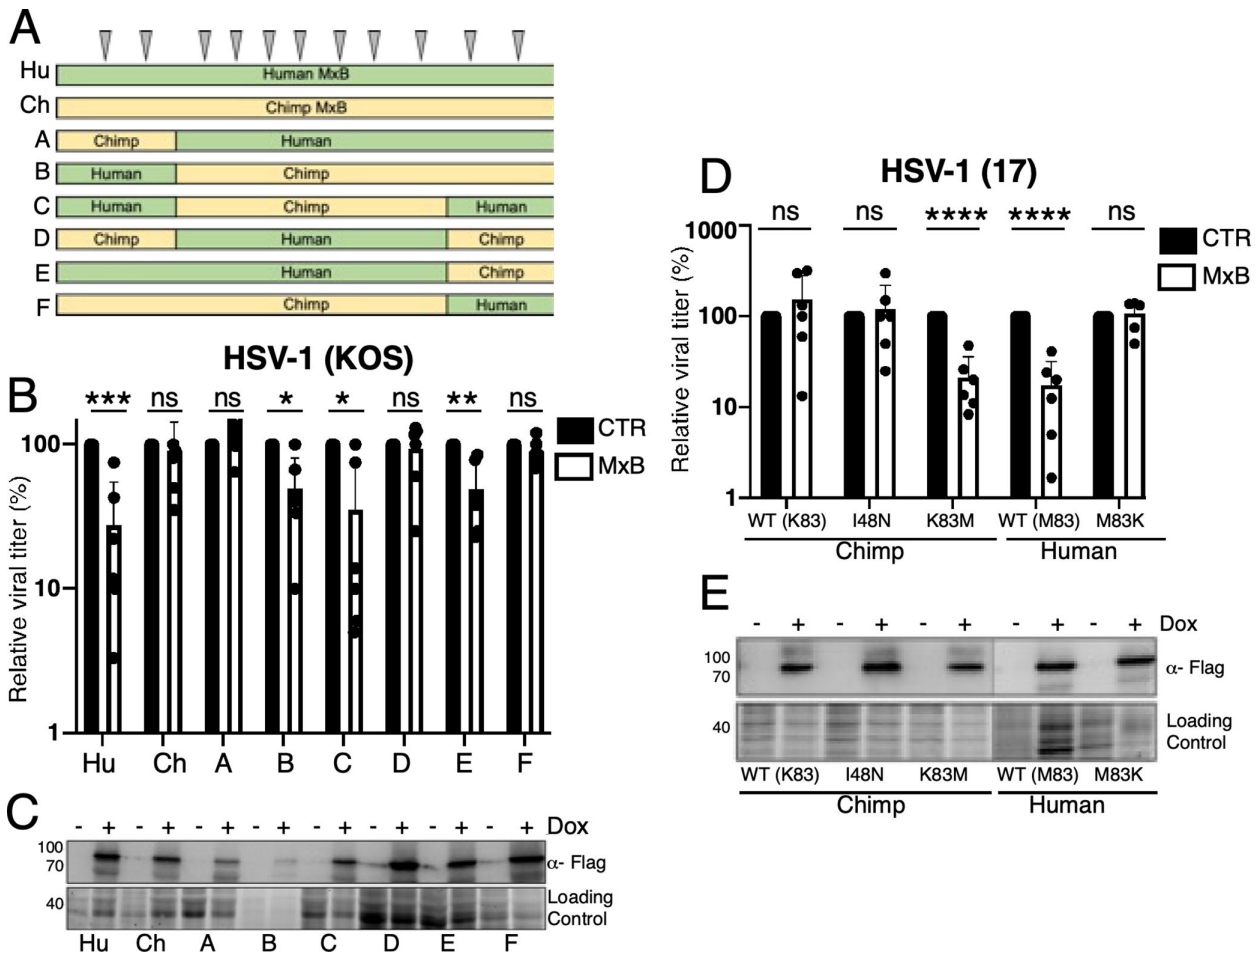 A
Hu Human MxB
Ch Chimp MxB
A Chimp Human
B Human Chimp
C Human Chimp Human
D Chimp Human Chimp
E Human Chimp
F Chimp Human
HSV-1 (KOS)
B
*** ns ns * * ns ** ns
CTR
MxB
Relative viral titer (%)
100
10
1
Hu Ch A B C D E F
C
- + - + - + - + - + - + - + - + Dox
100
70
α- Flag
40
Loading
Control
Hu Ch A B C D E F
D
HSV-1 (17)
ns ns **** **** ns
CTR
MxB
Relative viral titer (%)
1000
100
10
1
WT (K83) I48N K83M WT (M83) M83K
Chimp Human
E
- + - + - + - + - + Dox
100
70
α- Flag
40
Loading
Control
WT (K83) I48N K83M WT (M83) M83K
Chimp Human